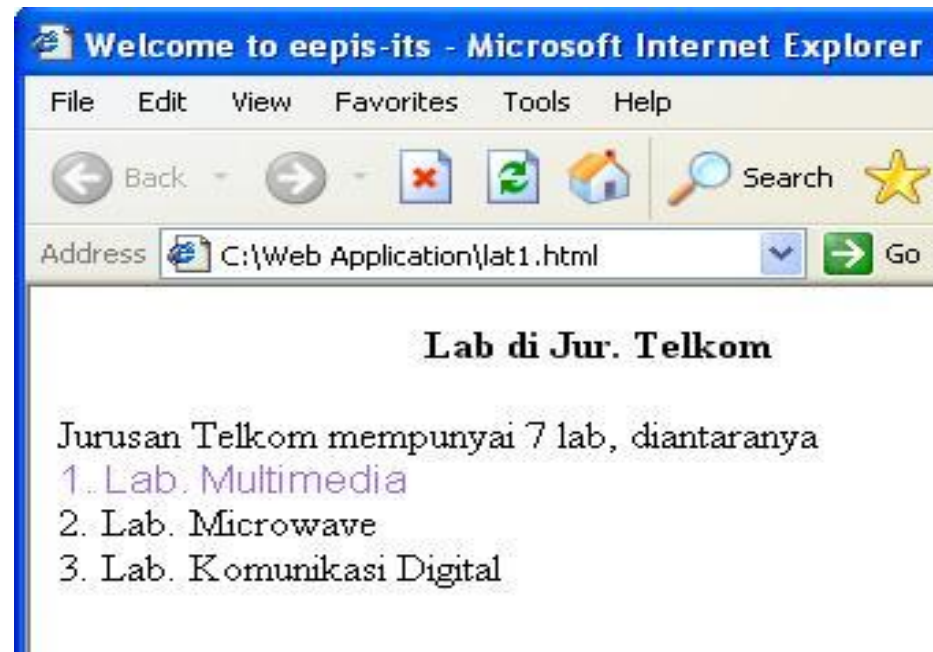 Welcome to eepis-its - Microsoft Internet Explorer
File Edit View Favorites Tools Help
Back Search
Address C:\Web Application\lat1.html Go
Lab di Jur. Telkom
Jurusan Telkom mempunyai 7 lab, diantaranya
1. Lab. Multimedia
2. Lab. Microwave
3. Lab. Komunikasi Digital